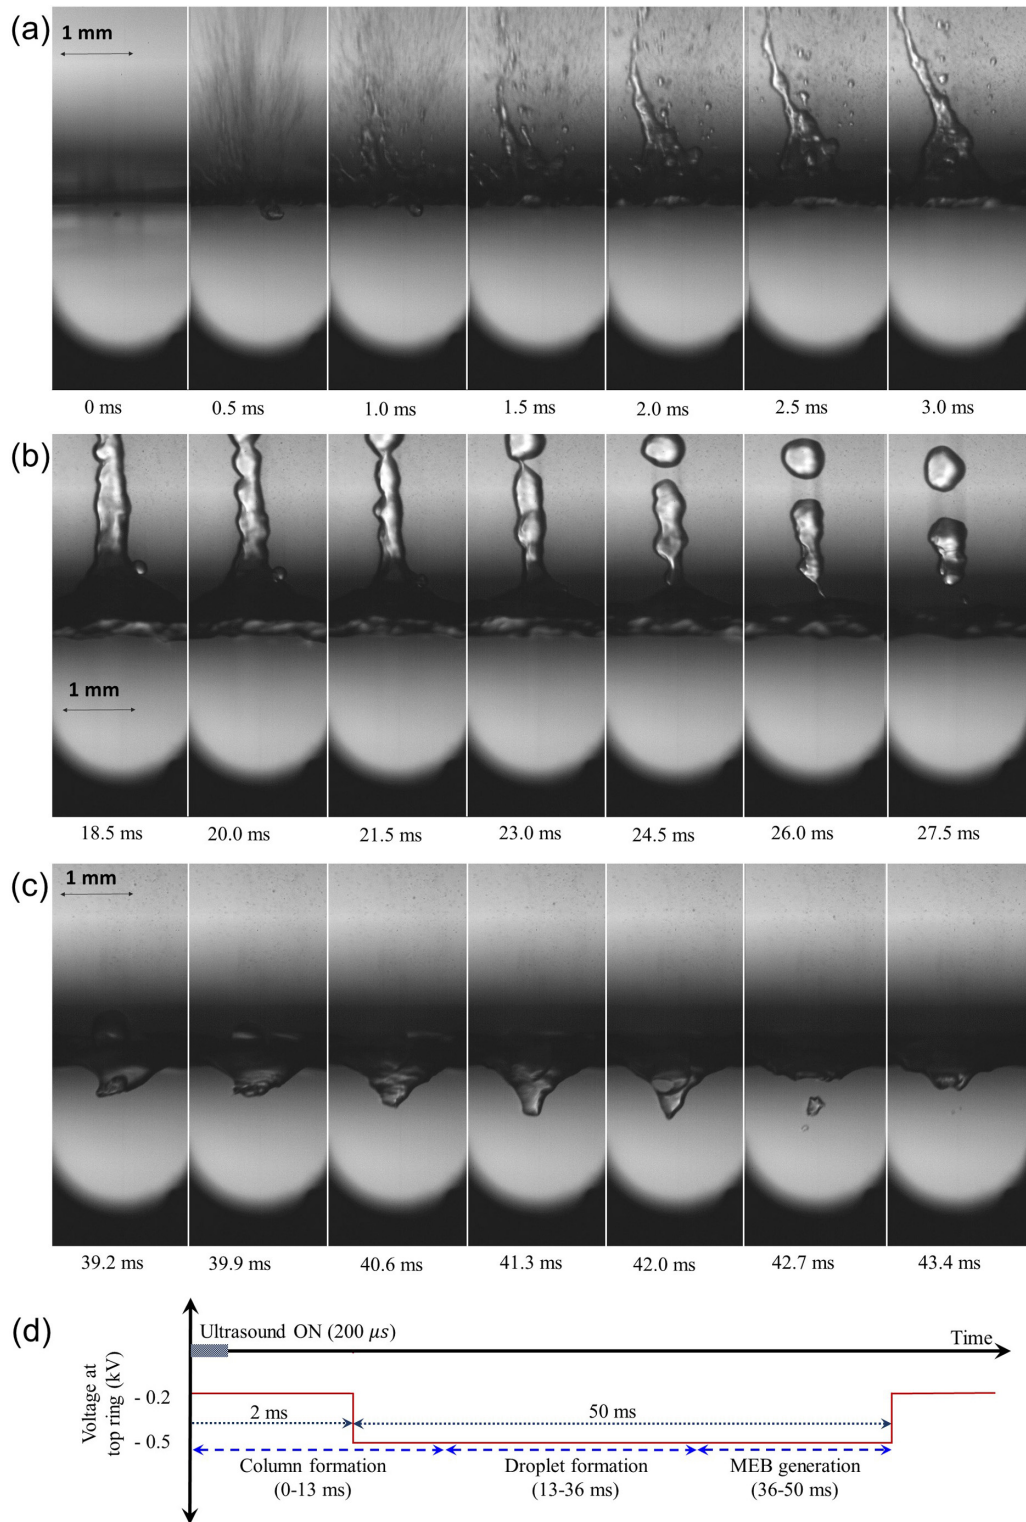 (a)
1 mm
0 ms 0.5 ms 1.0 ms 1.5 ms 2.0 ms 2.5 ms 3.0 ms
(b)
1 mm
18.5 ms 20.0 ms 21.5 ms 23.0 ms 24.5 ms 26.0 ms 27.5 ms
(c)
1 mm
39.2 ms 39.9 ms 40.6 ms 41.3 ms 42.0 ms 42.7 ms 43.4 ms
(d)
Ultrasound ON (200 μs)
Time
Voltage at
top ring (kV)
- 0.2
2 ms 50 ms
- 0.5
Column formation Droplet formation MEB generation
(0-13 ms) (13-36 ms) (36-50 ms)